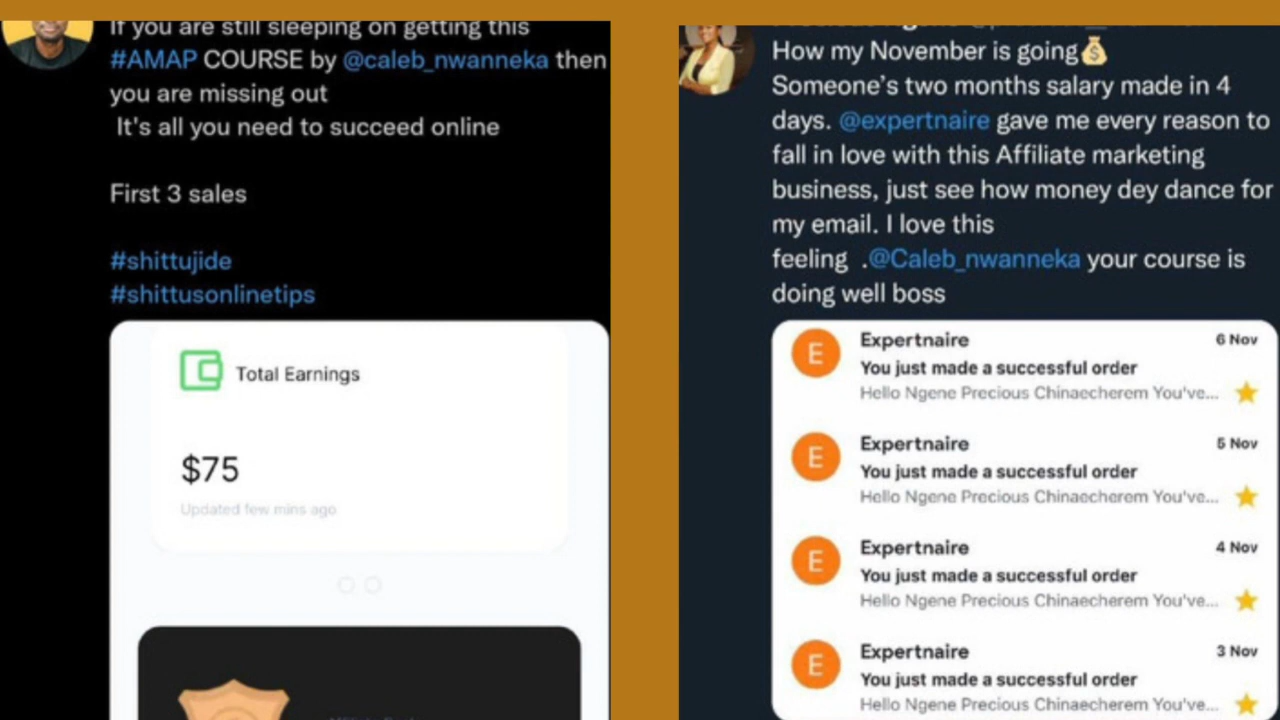 If you are still sleeping on getting this
#AMAP COURSE by @caleb_nwanneka then
you are missing out
It's all you need to succeed online
First 3 sales
#shittujide
#shittusonlinetips
Total Earnings
$75
Updated few mins ago
How my November is going💰
Someone’s two months salary made in 4
days. @expertnaire gave me every reason to
fall in love with this Affiliate marketing
business, just see how money dey dance for
my email. I love this
feeling .@Caleb_nwanneka your course is
doing well boss
E
Expertnaire 6 Nov
You just made a successful order
Hello Ngene Precious Chinaecherem You've...
E
Expertnaire 5 Nov
You just made a successful order
Hello Ngene Precious Chinaecherem You've...
E
Expertnaire 4 Nov
You just made a successful order
Hello Ngene Precious Chinaecherem You've...
E
Expertnaire 3 Nov
You just made a successful order
Hello Ngene Precious Chinaecherem You've...